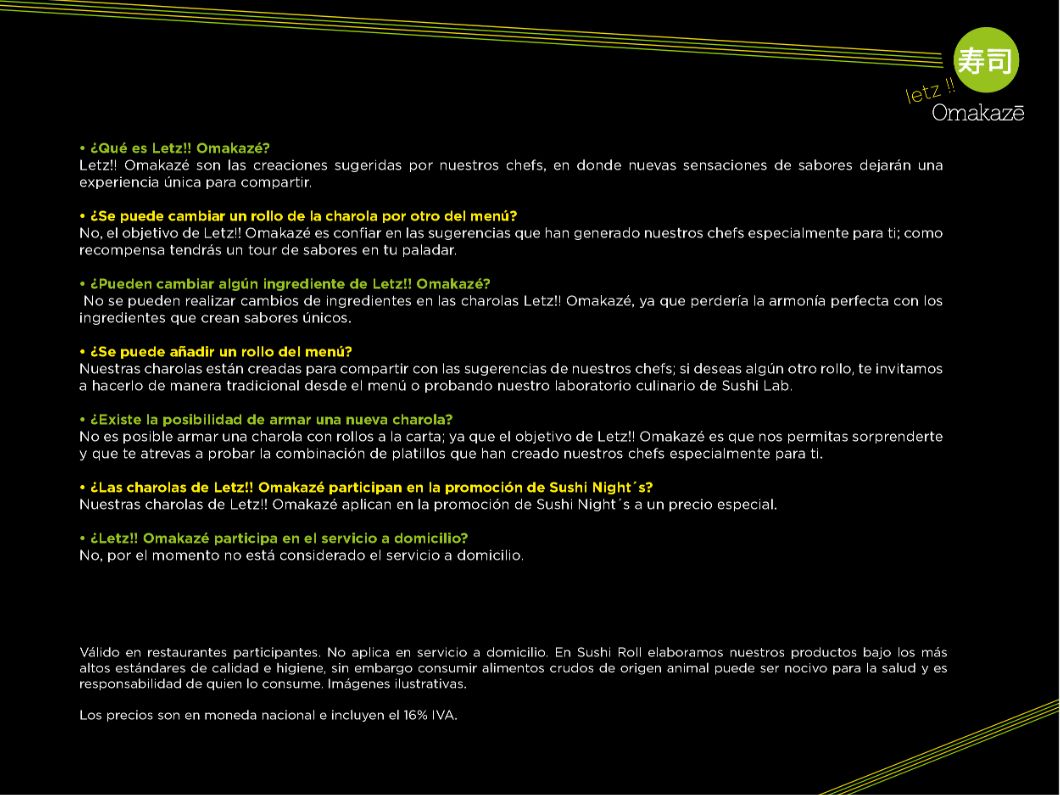 寿司
letz !!
Omakazē
• ¿Qué es Letz!! Omakazé?
Letz!! Omakazé son las creaciones sugeridas por nuestros chefs, en donde nuevas sensaciones de sabores dejarán una
experiencia única para compartir.
• ¿Se puede cambiar un rollo de la charola por otro del menú?
No, el objetivo de Letz!! Omakazé es confiar en las sugerencias que han generado nuestros chefs especialmente para ti; como
recompensa tendrás un tour de sabores en tu paladar.
• ¿Pueden cambiar algún ingrediente de Letz!! Omakazé?
No se pueden realizar cambios de ingredientes en las charolas Letz!! Omakazé, ya que perdería la armonía perfecta con los
ingredientes que crean sabores únicos.
• ¿Se puede añadir un rollo del menú?
Nuestras charolas están creadas para compartir con las sugerencias de nuestros chefs; si deseas algún otro rollo, te invitamos
a hacerlo de manera tradicional desde el menú o probando nuestro laboratorio culinario de Sushi Lab.
• ¿Existe la posibilidad de armar una nueva charola?
No es posible armar una charola con rollos a la carta; ya que el objetivo de Letz!! Omakazé es que nos permitas sorprenderte
y que te atrevas a probar la combinación de platillos que han creado nuestros chefs especialmente para ti.
• ¿Las charolas de Letz!! Omakazé participan en la promoción de Sushi Night´s?
Nuestras charolas de Letz!! Omakazé aplican en la promoción de Sushi Night´s a un precio especial.
• ¿Letz!! Omakazé participa en el servicio a domicilio?
No, por el momento no está considerado el servicio a domicilio.
Válido en restaurantes participantes. No aplica en servicio a domicilio. En Sushi Roll elaboramos nuestros productos bajo los más
altos estándares de calidad e higiene, sin embargo consumir alimentos crudos de origen animal puede ser nocivo para la salud y es
responsabilidad de quien lo consume. Imágenes ilustrativas.
Los precios son en moneda nacional e incluyen el 16% IVA.